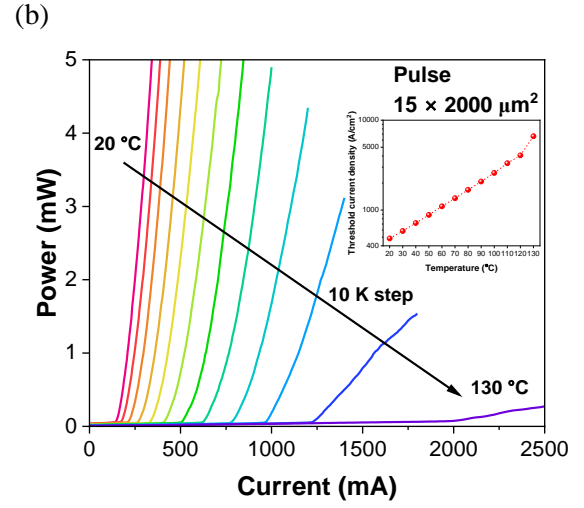 (b)
5
4
3
2
1
0
Power (mW)
Pulse
15 × 2000 μm²
20 °C
10 K step
130 °C
10000
5000
1000
400
Threshold current density (A/cm²)
20 30 40 50 60 70 80 90 100 110 120 130
Temperature (°C)
0 500 1000 1500 2000 2500
Current (mA)